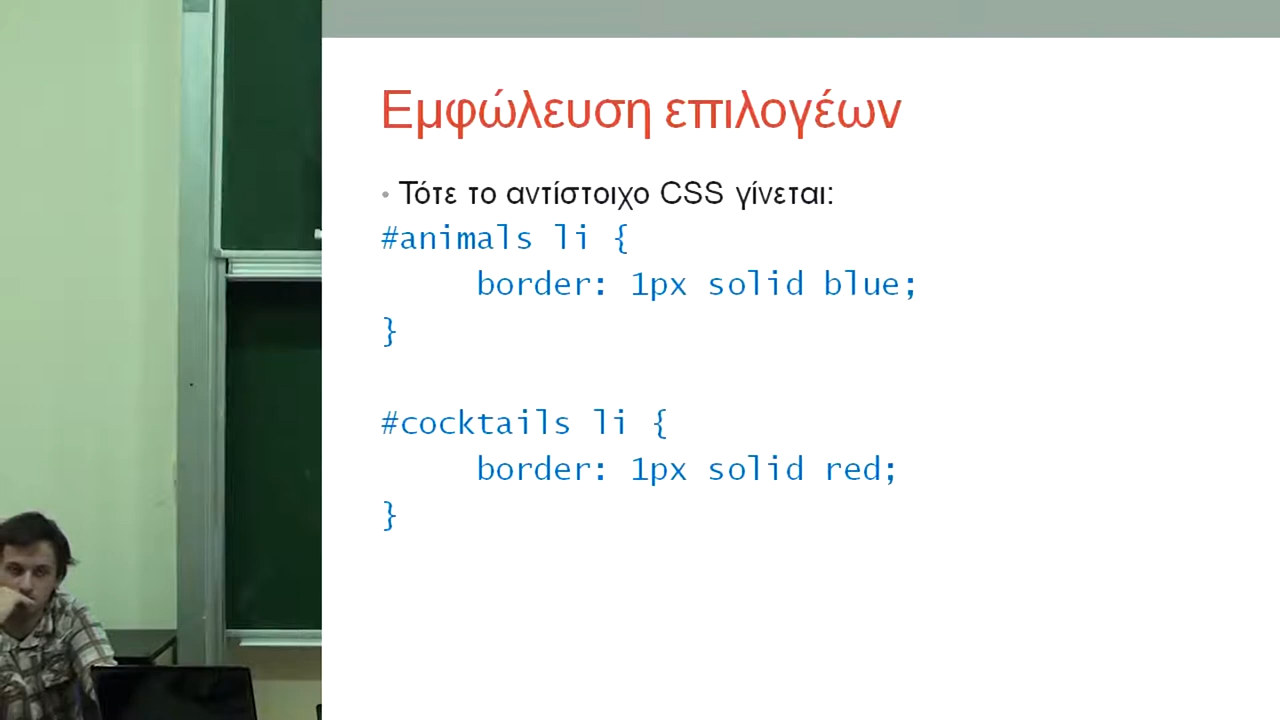 Εμφώλευση επιλογέων
• Τότε το αντίστοιχο CSS γίνεται:
#animals li {
border: 1px solid blue;
}
#cocktails li {
border: 1px solid red;
}